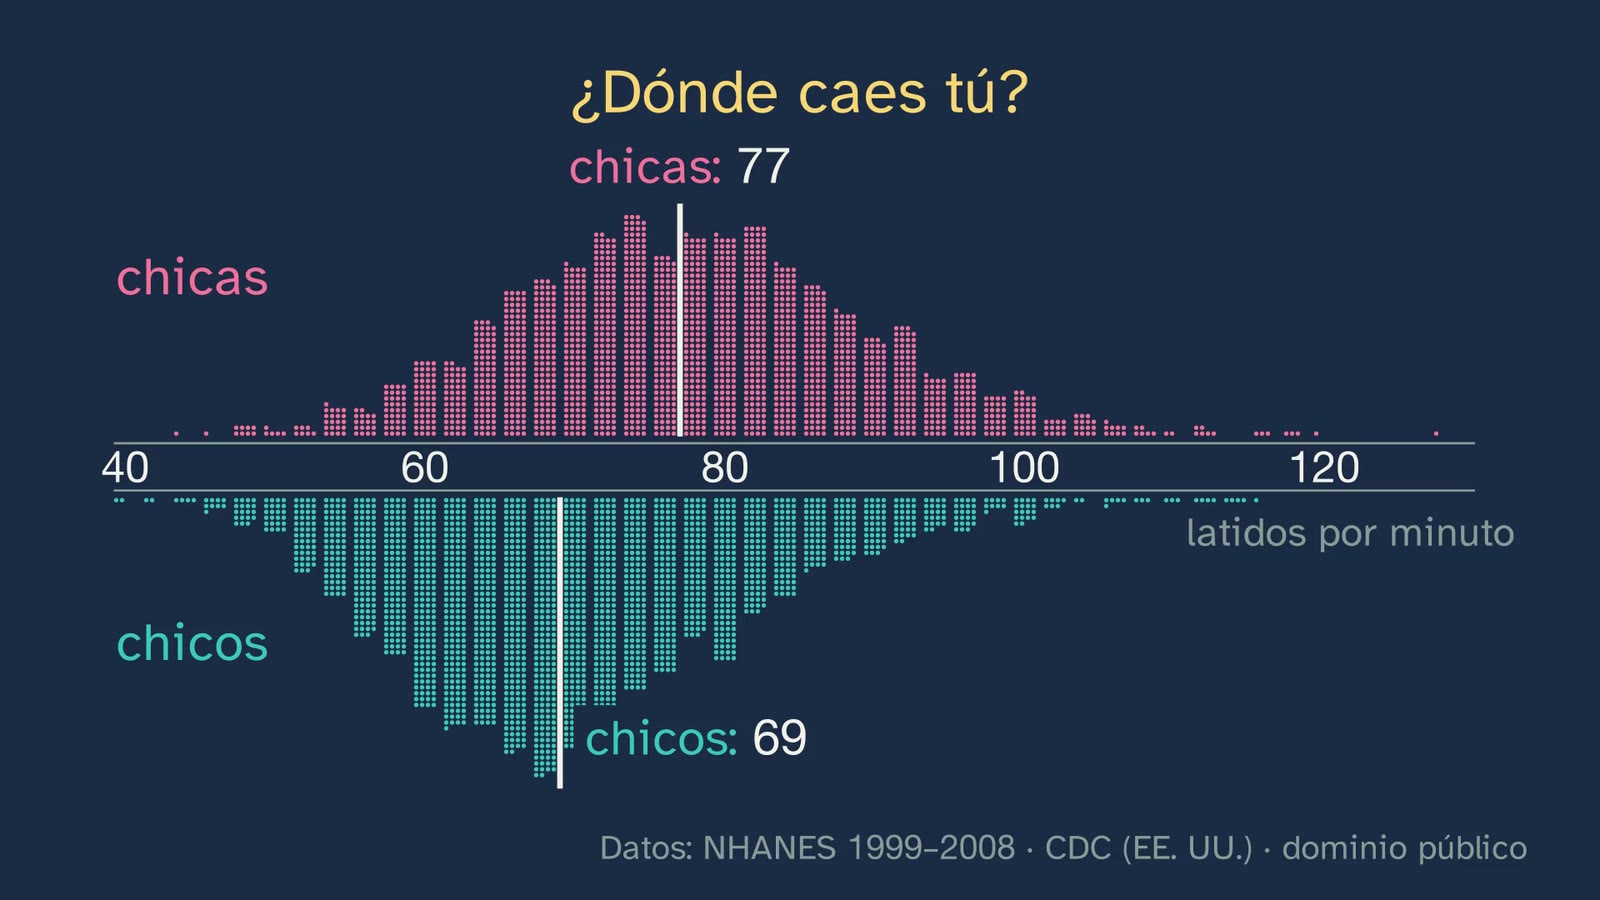 ¿Dónde caes tú?
chicas: 77
chicas
40 60 80 100 120
latidos por minuto
chicos
chicos: 69
Datos: NHANES 1999–2008 · CDC (EE. UU.) · dominio público